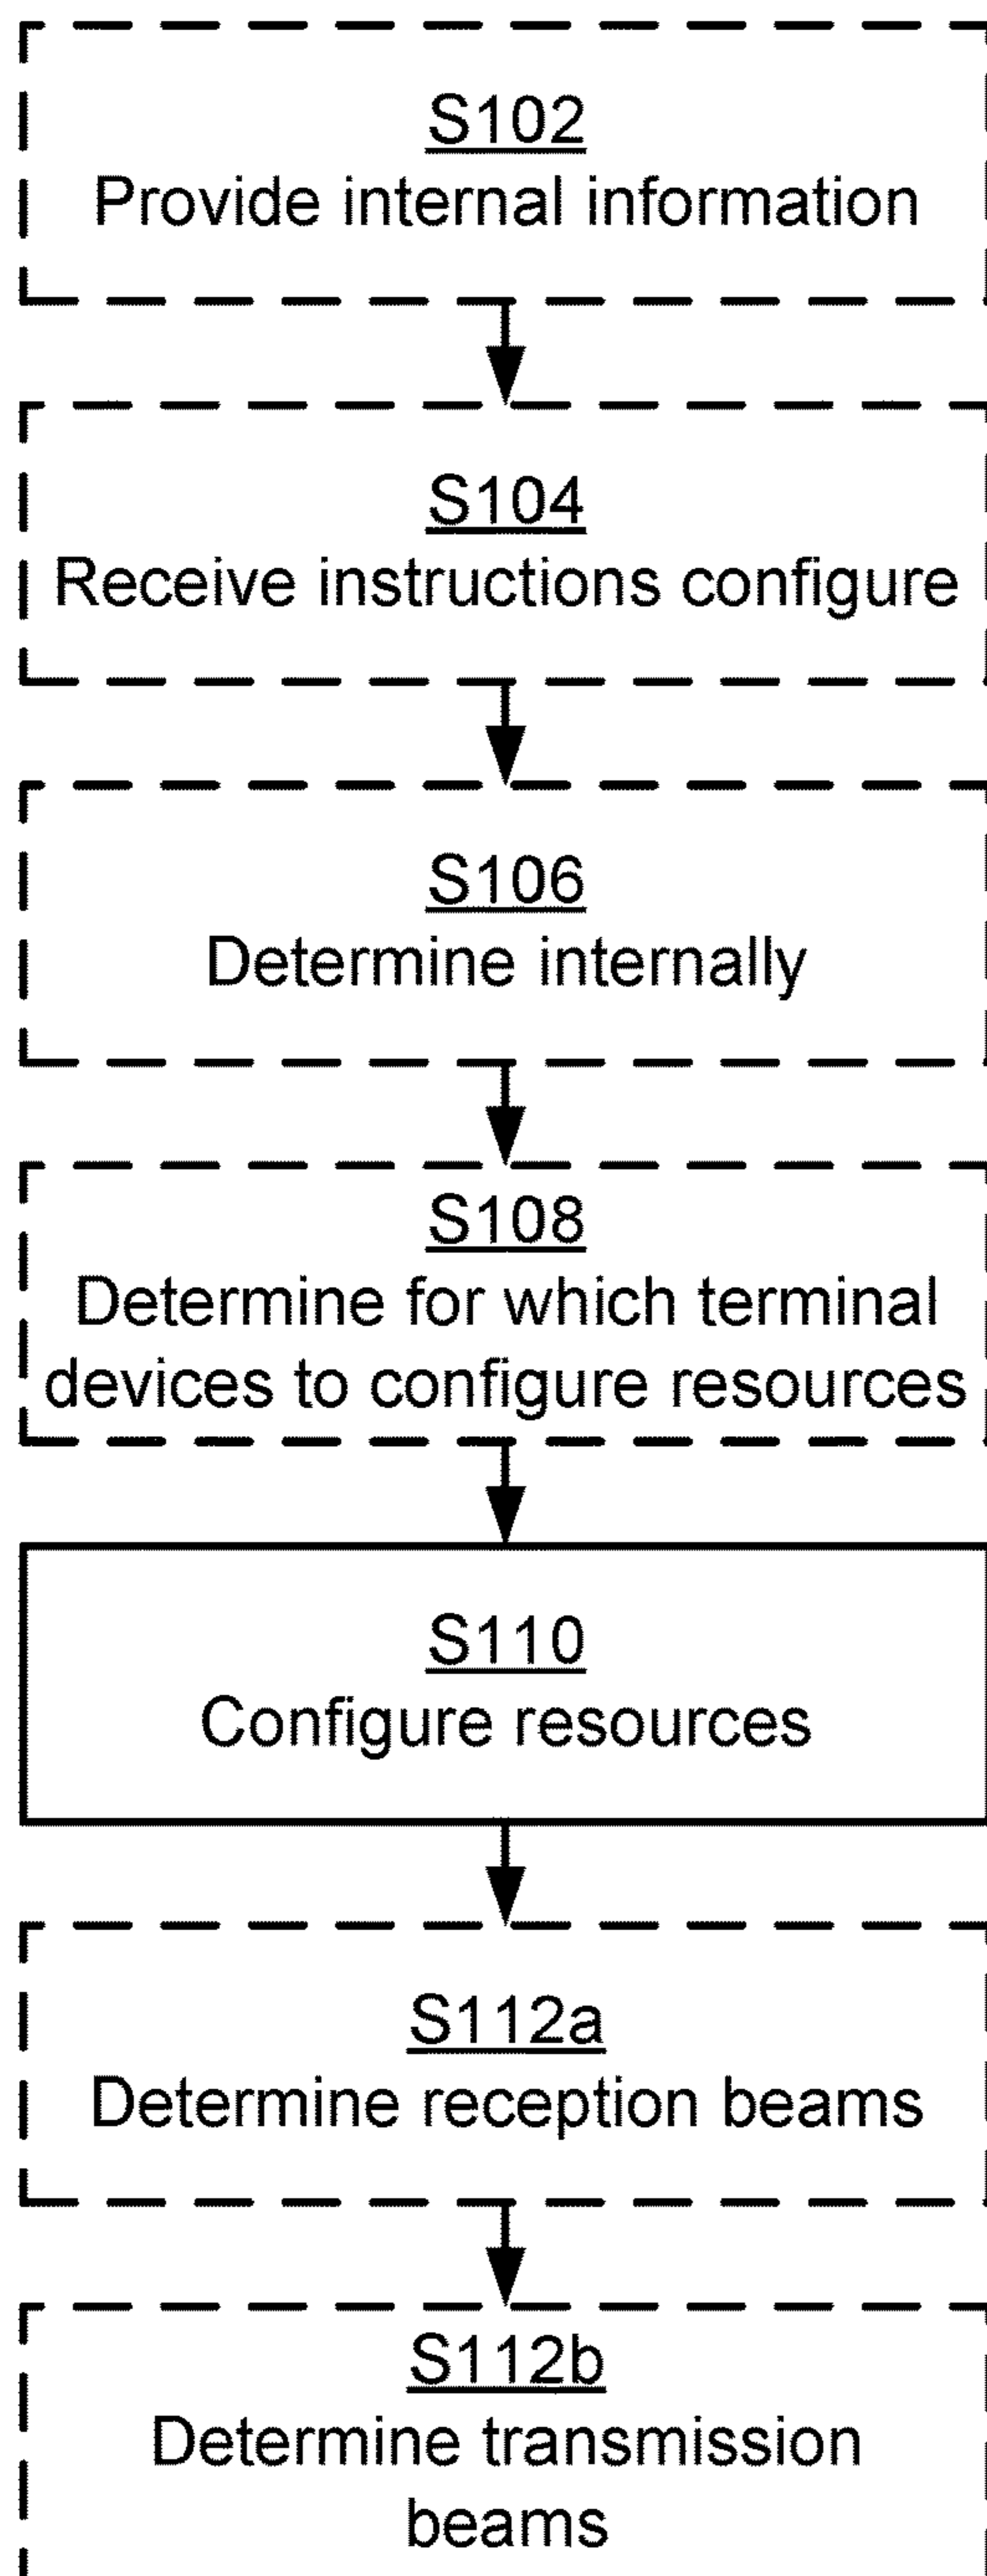 S102
Provide internal information
S104
Receive instructions configure
S106
Determine internally
S108
Determine for which terminal
devices to configure resources
S110
Configure resources
S112a
Determine reception beams
S112b
Determine transmission
beams